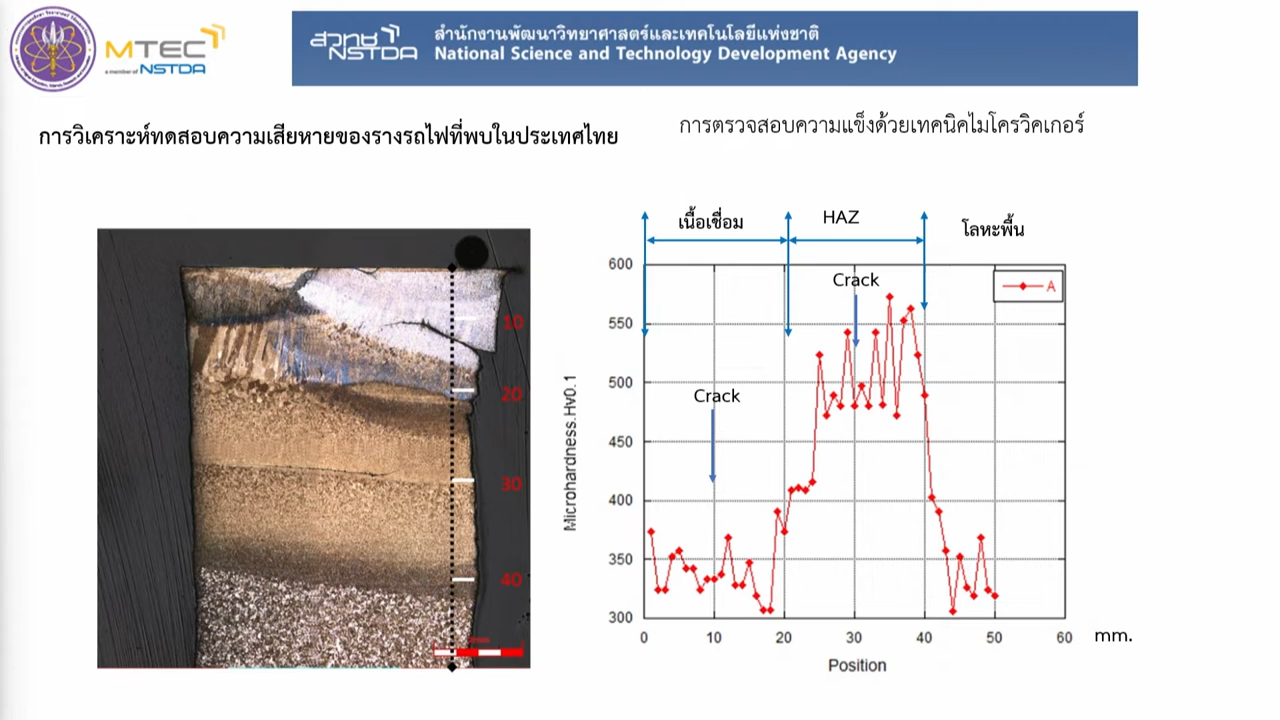 MTEC
a member of NSTDA
สวทช
NSTDA
สำนักงานพัฒนาวิทยาศาสตร์และเทคโนโลยีแห่งชาติ
National Science and Technology Development Agency
การวิเคราะห์ทดสอบความเสียหายของรางรถไฟที่พบในประเทศไทย
การตรวจสอบความแข็งด้วยเทคนิคไมโครวิคเกอร์
10
20
30
40
เนื้อเชื่อม
HAZ
โลหะพื้น
Crack
Crack
A
Microhardness.Hv0.1
600
550
500
450
400
350
300
0
10
20
30
40
50
60
mm.
Position